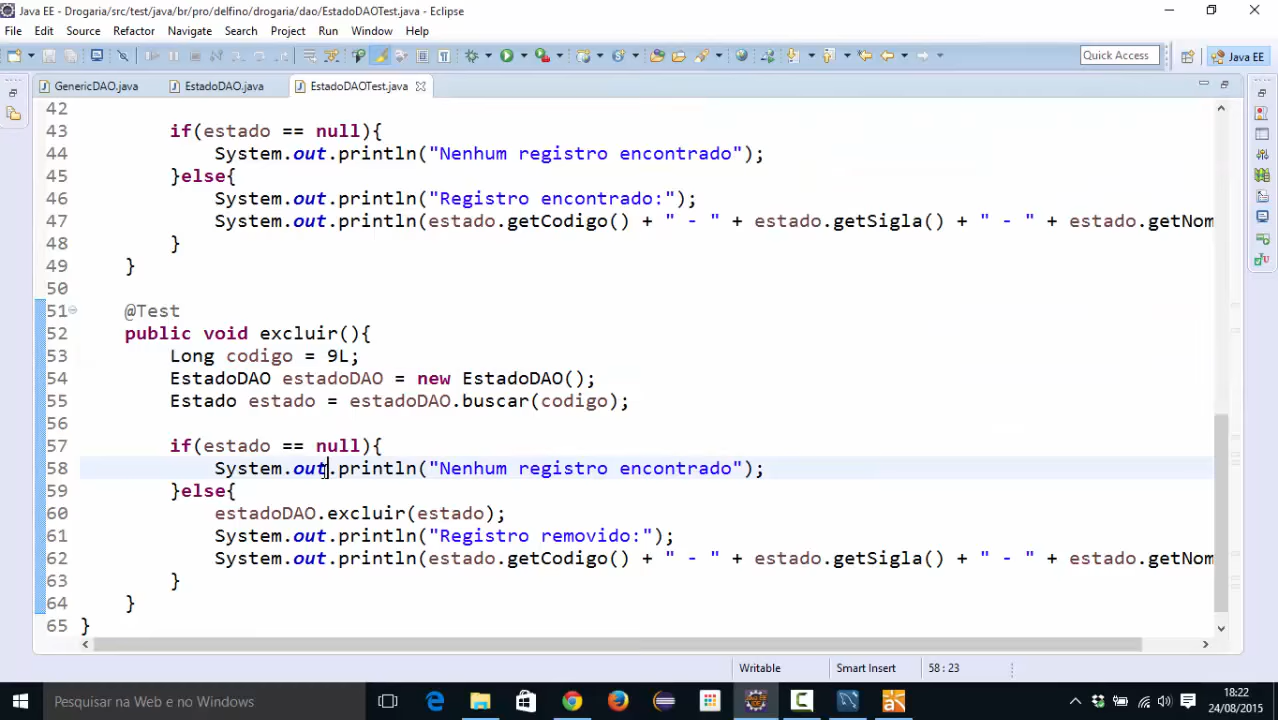 Java EE - Drogaria/src/test/java/br/pro/delfino/drogaria/dao/EstadoDAOTest.java - Eclipse
File Edit Source Refactor Navigate Search Project Run Window Help
Quick Access Java EE
GenericDAO.java EstadoDAO.java EstadoDAOTest.java
42
43 if(estado == null){
44 System.out.println("Nenhum registro encontrado");
45 }else{
46 System.out.println("Registro encontrado:");
47 System.out.println(estado.getCodigo() + " - " + estado.getSigla() + " - " + estado.getNom
48 }
49 }
50
51 @Test
52 public void excluir(){
53 Long codigo = 9L;
54 EstadoDAO estadoDAO = new EstadoDAO();
55 Estado estado = estadoDAO.buscar(codigo);
56
57 if(estado == null){
58 System.out.println("Nenhum registro encontrado");
59 }else{
60 estadoDAO.excluir(estado);
61 System.out.println("Registro removido:");
62 System.out.println(estado.getCodigo() + " - " + estado.getSigla() + " - " + estado.getNom
63 }
64 }
65 }
Writable Smart Insert 58 : 23
Pesquisar na Web e no Windows
18:22
24/08/2015